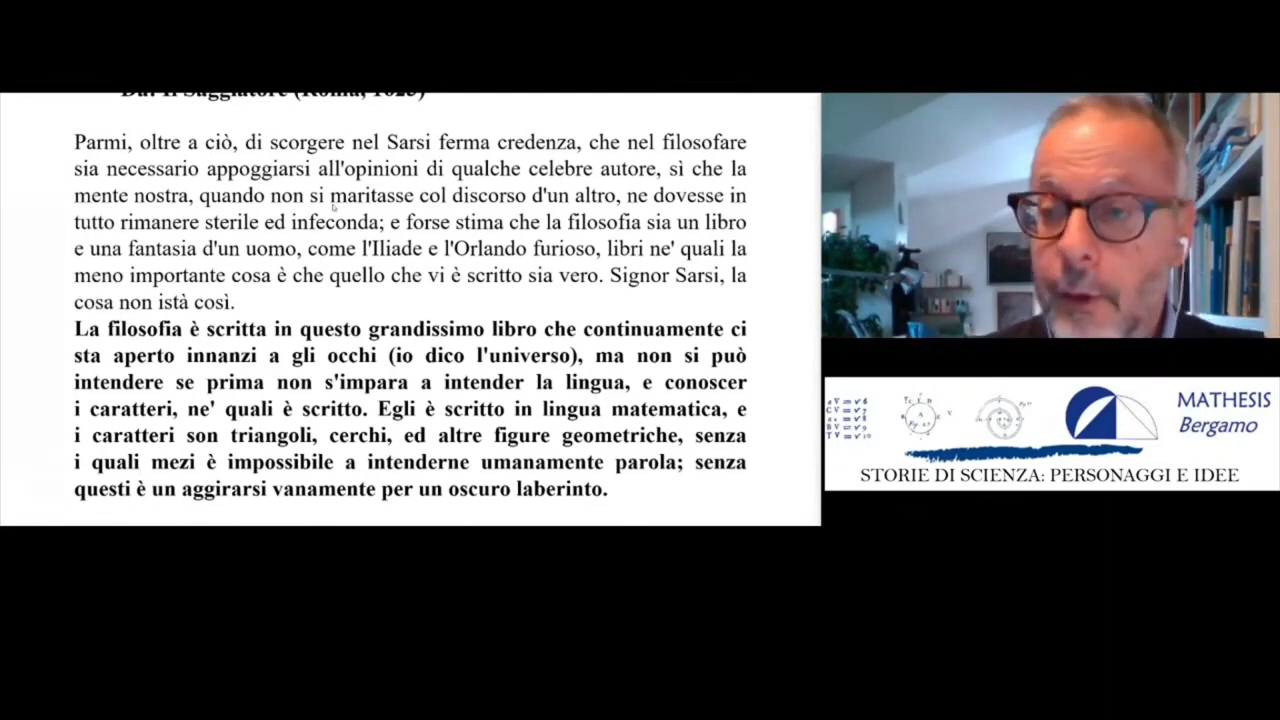 Da: Il Saggiatore (Roma, 1623)
Parmi, oltre a ciò, di scorgere nel Sarsi ferma credenza, che nel filosofare
sia necessario appoggiarsi all'opinioni di qualche celebre autore, sì che la
mente nostra, quando non si maritasse col discorso d'un altro, ne dovesse in
tutto rimanere sterile ed infeconda; e forse stima che la filosofia sia un libro
e una fantasia d'un uomo, come l'Iliade e l'Orlando furioso, libri ne' quali la
meno importante cosa è che quello che vi è scritto sia vero. Signor Sarsi, la
cosa non istà così.
La filosofia è scritta in questo grandissimo libro che continuamente ci
sta aperto innanzi a gli occhi (io dico l'universo), ma non si può
intendere se prima non s'impara a intender la lingua, e conoscer
i caratteri, ne' quali è scritto. Egli è scritto in lingua matematica, e
i caratteri son triangoli, cerchi, ed altre figure geometriche, senza
i quali mezi è impossibile a intenderne umanamente parola; senza
questi è un aggirarsi vanamente per un oscuro laberinto.
MATHESIS
Bergamo
STORIE DI SCIENZA: PERSONAGGI E IDEE